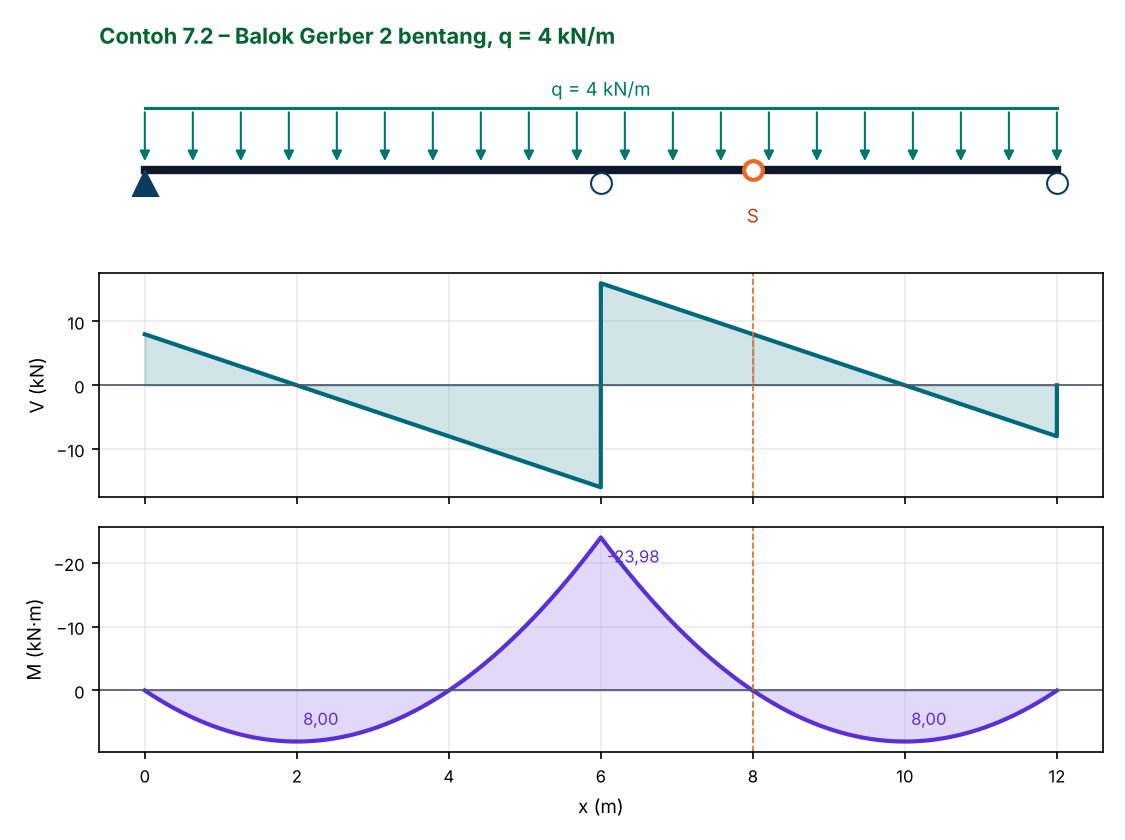 Contoh 7.2 – Balok Gerber 2 bentang, q = 4 kN/m
q = 4 kN/m
S
10
0
−10
V (kN)
−20
−10
0
M (kN·m)
-23,98
8,00
8,00
0 2 4 6 8 10 12
x (m)